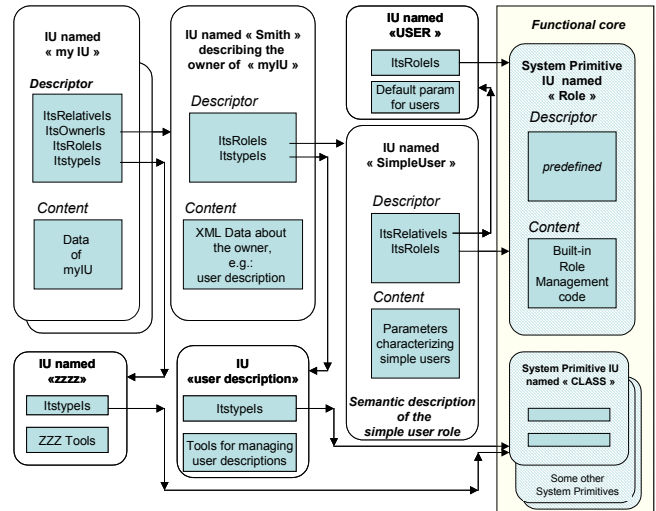 IU named
« my IU »
Descriptor
ItsRelativeIs
ItsOwnerIs
ItsRoleIs
ItstypeIs
Content
Data
of
myIU
IU named « Smith »
describing the
owner of « myIU»
Descriptor
ItsRoleIs
ItstypeIs
Content
XML Data about
the owner,
e.g.:
user description
IU named
«USER »
ItsRoleIs
Default param
for users
IU named
« SimpleUser »
Descriptor
ItsRelativeIs
ItsRoleIs
Content
Parameters
characterizing
simple users
Semantic description
of the
simple user role
Functional core
System Primitive
IU named
« Role »
Descriptor
predefined
Content
Built-in
Role
Management
code
IU named
«zzzz»
ItstypeIs
ZZZ Tools
IU
«user description»
ItstypeIs
Tools for managing
user descriptions
System Primitive IU
named « CLASS »
Some other
System Primitives